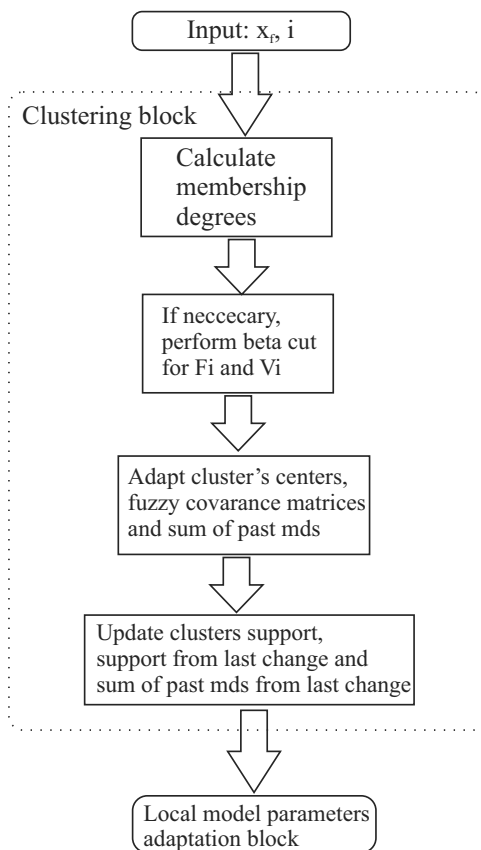 Input: x_f, i
Clustering block
Calculate
membership
degrees
If neccecary,
perform beta cut
for Fi and Vi
Adapt cluster's centers,
fuzzy covarance matrices
and sum of past mds
Update clusters support,
support from last change and
sum of past mds from last change
Local model parameters
adaptation block